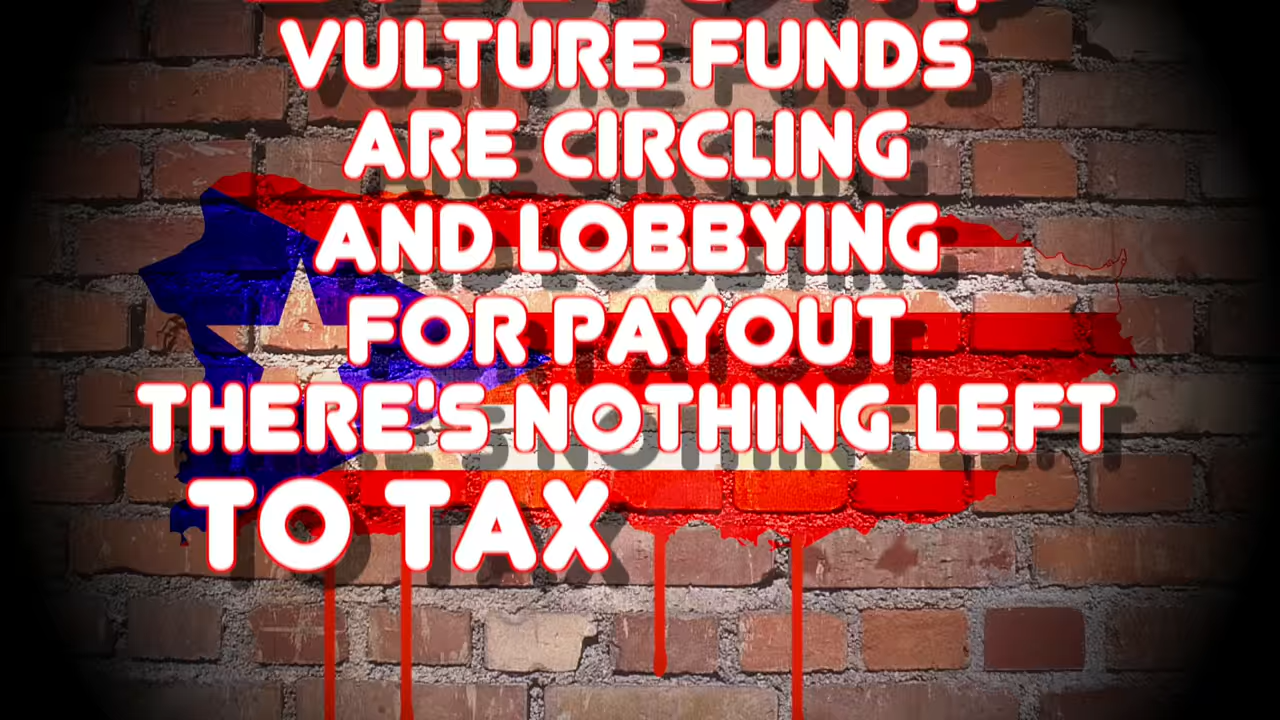 VULTURE FUNDS
ARE CIRCLING
AND LOBBYING
FOR PAYOUT
THERE'S NOTHING LEFT
TO TAX